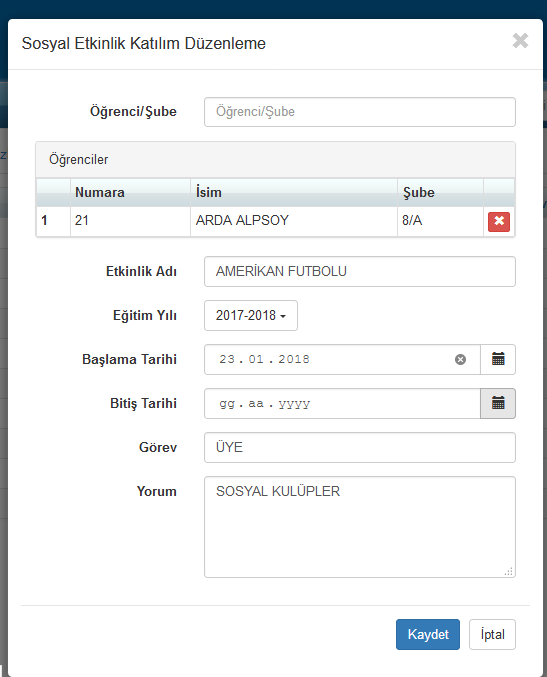 Sosyal Etkinlik Katılım Düzenleme
Öğrenci/Şube Öğrenci/Şube
Öğrenciler
Numara İsim Şube
1 21 ARDA ALPSOY 8/A
Etkinlik Adı AMERİKAN FUTBOLU
Eğitim Yılı 2017-2018
Başlama Tarihi 23.01.2018
Bitiş Tarihi gg.aa.yyyy
Görev ÜYE
Yorum SOSYAL KULÜPLER
Kaydet İptal